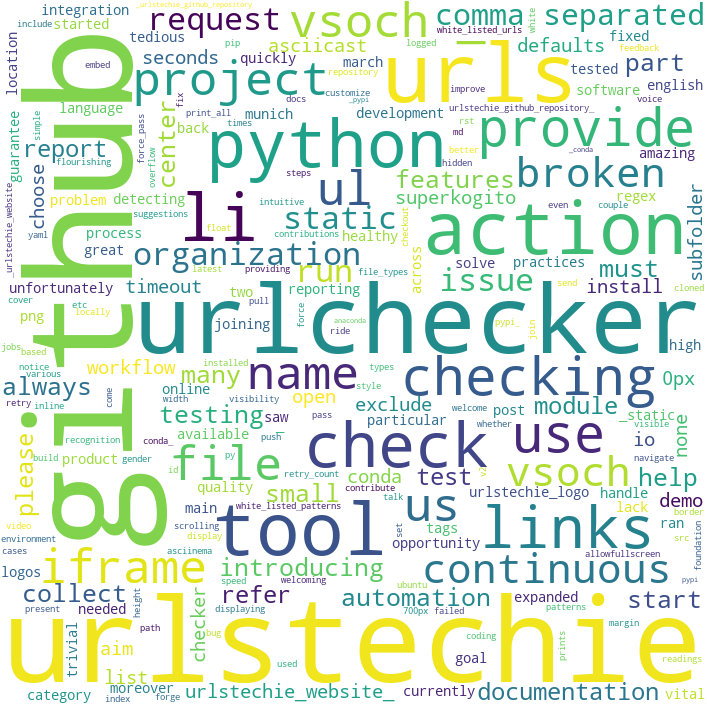 _urlstechie_github_repository
integration
include
started
tedious
request
vsoch
comma
separated
white_listed_urls
white
pip
logged
feedback
asciicast
_
defaults
fixed
location
embed
seconds
quickly
march
tested
part
english
project
urls
repository
customize
_pypi
software
language
print_all
munich
development
docs
improve
urlstechie_github_repository_
voice
github
force_pass
fix
times
python
rst
md
provide
guarantee
simple
report
center
back
hidden
_conda
amazing
flourishing
overflow
steps
better
broken
choose
problem
detecting
li
ul
features
even
couple
suggestions
intuitive
superkogito
regex
_urlstechie_website
yaml
process
static
contributions
checkout
healthy
practices
subfolder
great
float
organization
action
solve
must
unfortunately
timeout
latest
providing
run
file_types
across
issue
install
cloned
cover
etc
png
two
reporting
pull
send
locally
joining
force
anaconda
ride
pypi_
join
high
urlchecker
jobs
based
notice
various
workflow
installed
types
name
checking
0px
always
come
many
online
width
visibility
style
open
retry
inline
please
testing
saw
exclude
particular
welcome
post
whether
module
_static
visible
none
recognition
conda_
available
_
pass
check
use
io
navigate
build
product
gender
push
file
id
py
retry_count
conda
test
vsoch
help
video
quality
small
contribute
urlstechie_logo
handle
v2
demo
environment
scrolling
main
white_listed_patterns
talk
tags
lack
border
cases
display
tool
us
links
ran
src
logos
asciinema
introducing
set
opportunity
allowfullscreen
foundation
iframe
speed
welcoming
continuous
pypi
collect
present
needed
height
checker
refer
ubuntu
automation
expanded
start
trivial
path
displaying
700px
failed
patterns
margin
aim
bug
goal
coding
prints
urlstechie
readings
list
category
moreover
index
forge
urlstechie_website_
used
currently
documentation
vital